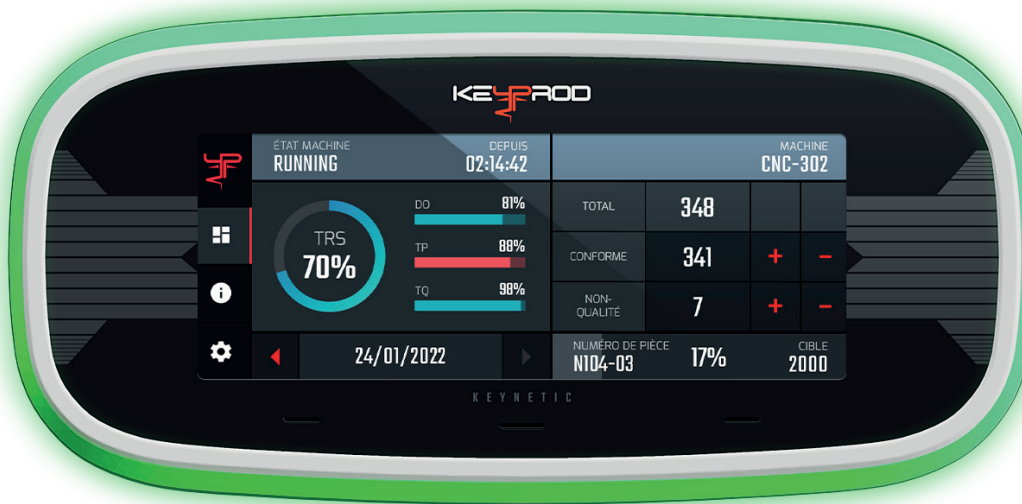 KEYPROD
ÉTAT MACHINE
RUNNING
DEPUIS
02:14:42
MACHINE
CNC-302
TRS
70%
DO 81%
TP 88%
TQ 98%
TOTAL 348
CONFORME 341 + −
NON-
QUALITÉ
7 + −
24/01/2022
NUMÉRO DE PIÈCE
N104-03
17%
CIBLE
2000
KEYNETIC